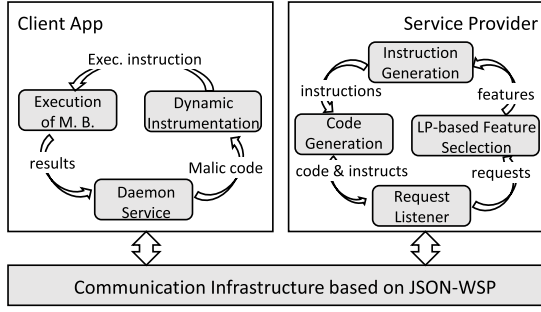 Client App
Exec. instruction
Execution
of M. B.
Dynamic
Instrumentation
results
Malic code
Daemon
Service
Service Provider
Instruction
Generation
instructions
features
Code
Generation
LP-based Feature
Seclection
code & instructs
requests
Request
Listener
Communication Infrastructure based on JSON-WSP